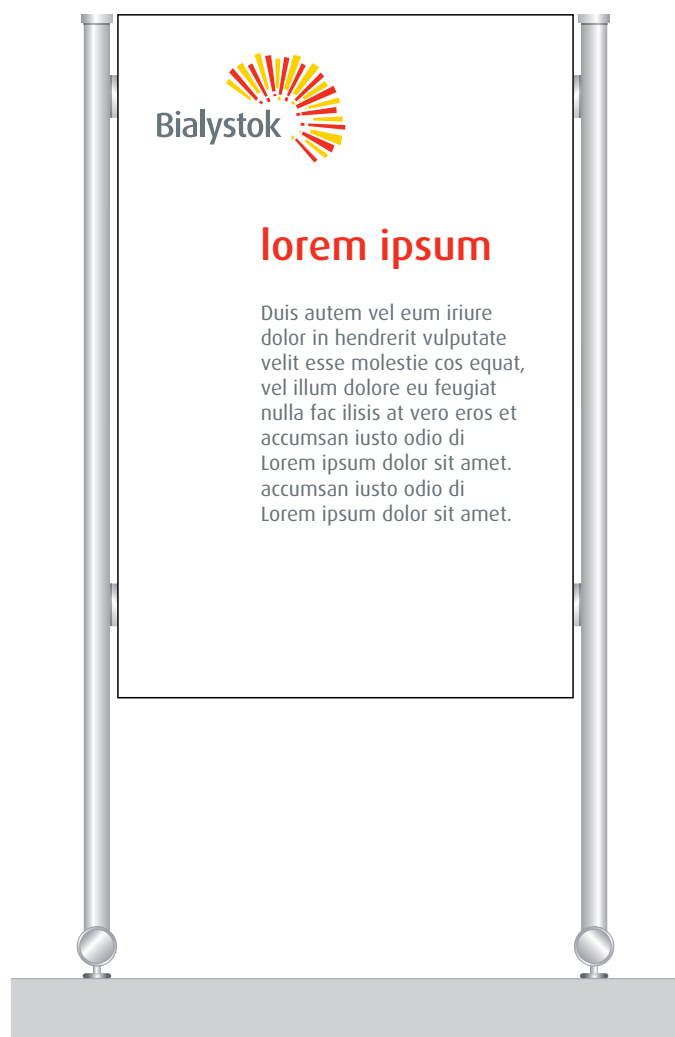 Bialystok
lorem ipsum
Duis autem vel eum iriure
dolor in hendrerit vulputate
velit esse molestie cos equat,
vel illum dolore eu feugiat
nulla fac ilisis at vero eros et
accumsan iusto odio di
Lorem ipsum dolor sit amet.
accumsan iusto odio di
Lorem ipsum dolor sit amet.